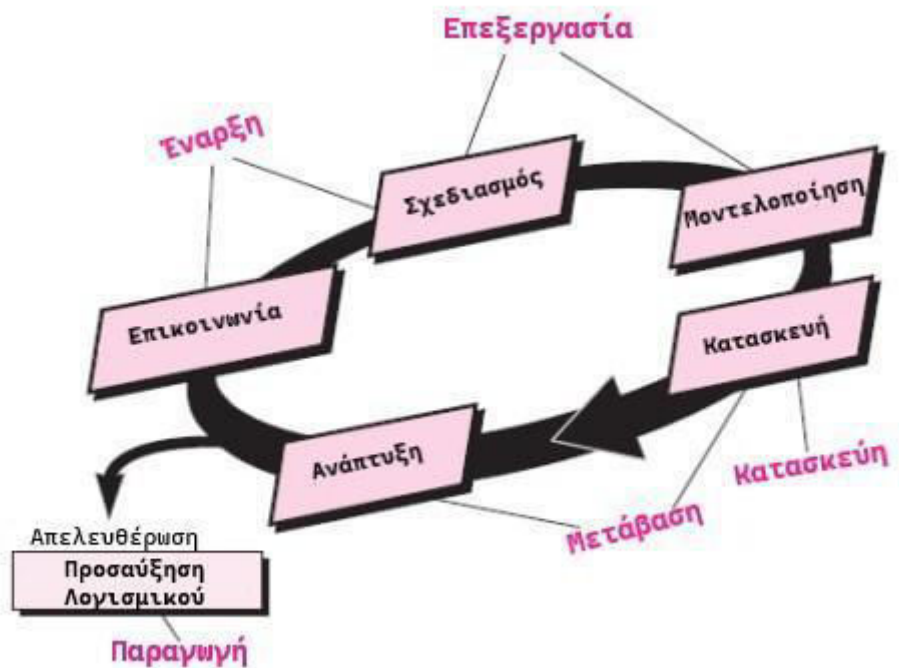 Επεξεργασία
Έναρξη
Σχεδιασμός
Μοντελοποίηση
Επικοινωνία
Κατασκευή
Ανάπτυξη
Κατασκεύη
Μετάβαση
Απελευθέρωση
Προσαύξηση
Λογισμικού
Παραγωγή